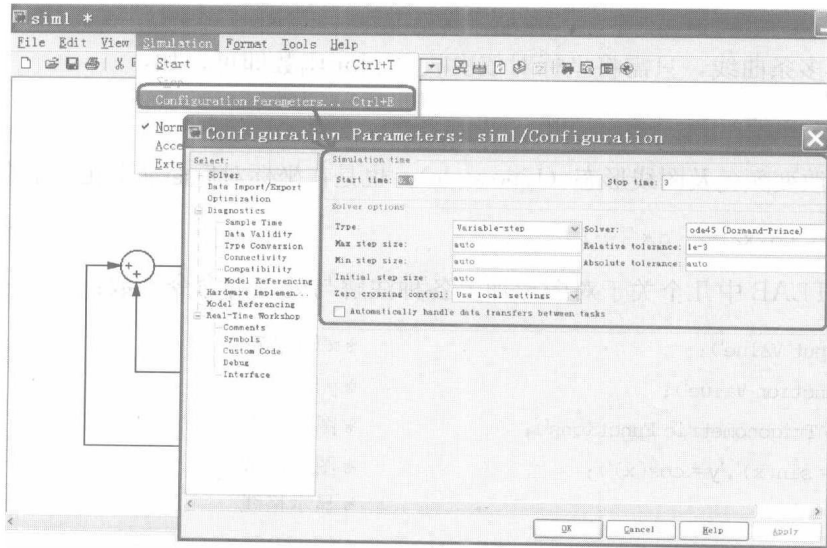 siml *
File Edit View Simulation Format Tools Help
Start Ctrl+T
Stop
Configuration Parameters... Ctrl+E
Norm
Acce
Exte
Configuration Parameters: siml/Configuration
Select:
Solver
Data Import/Export
Optimization
Diagnostics
Sample Time
Data Validity
Type Conversion
Connectivity
Compatibility
Model Referencing
Hardware Implemen...
Model Referencing
Real-Time Workshop
Comments
Symbols
Custom Code
Debug
Interface
Simulation time
Start time:
Stop time: 3
Solver options
Type Variable-step Solver: ode45 (Dormand-Prince)
Max step size: auto Relative tolerance: 1e-3
Min step size: auto Absolute tolerance: auto
Initial step size: auto
Zero crossing control: Use local settings
Automatically handle data transfers between tasks
OK Cancel Help Apply